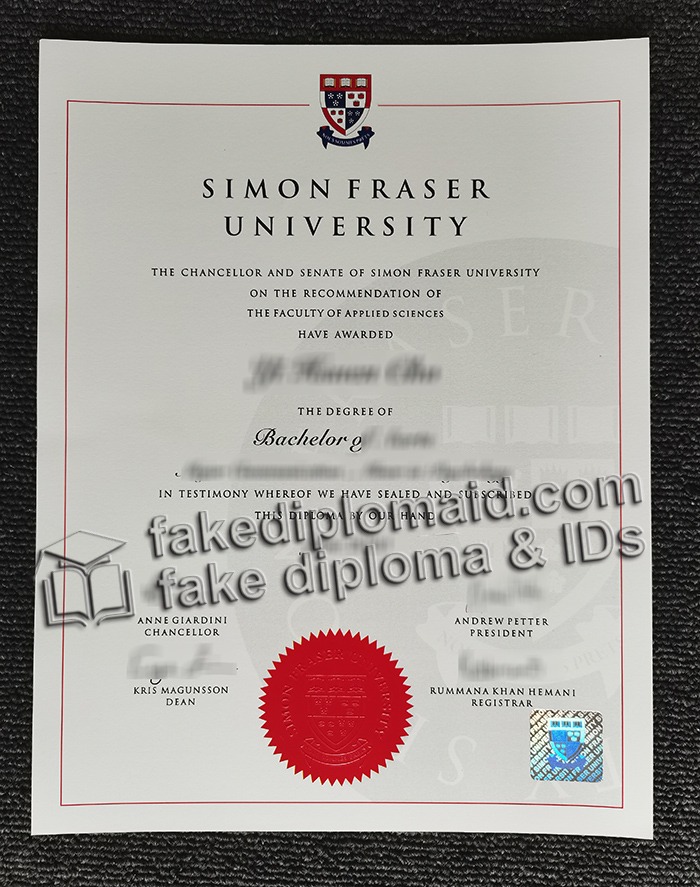 SIMON FRASER
UNIVERSITY
THE CHANCELLOR AND SENATE OF SIMON FRASER UNIVERSITY
ON THE RECOMMENDATION OF
THE FACULTY OF APPLIED SCIENCES
HAVE AWARDED
THE DEGREE OF
Bachelor
IN TESTIMONY WHEREOF WE HAVE SEALED AND SUBSCRIBED
THIS DIPLOMA BY OUR HAND
fakediplomaid.com
fake diploma & IDs
ANNE GIARDINI
CHANCELLOR
ANDREW PETTER
PRESIDENT
KRIS MAGUNSSON
DEAN
RUMMANA KHAN HEMANI
REGISTRAR
SIMON FRASER UNIVERSITY